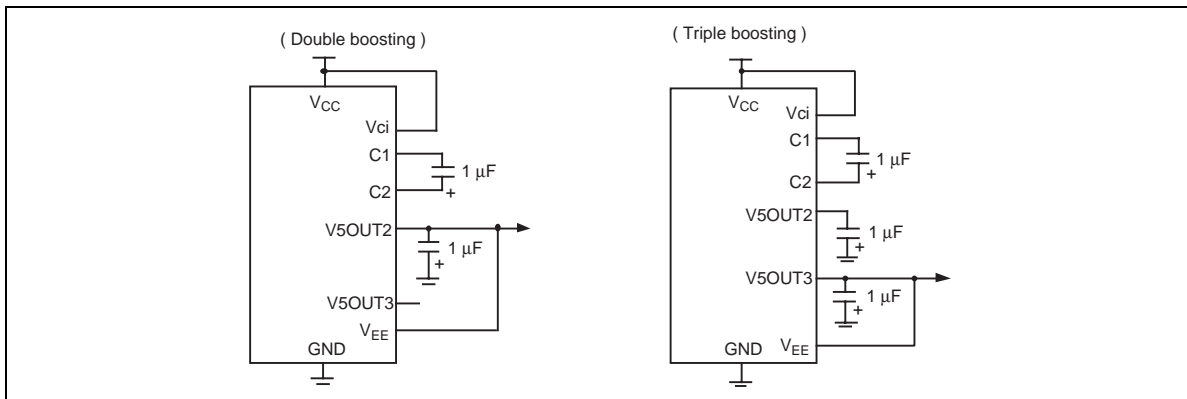 ( Double boosting )
VCC
Vci
C1
1 μF
C2
+
V5OUT2
1 μF
+
V5OUT3
VEE
GND
( Triple boosting )
VCC
Vci
C1
1 μF
C2
+
V5OUT2
1 μF
+
V5OUT3
1 μF
+
VEE
GND